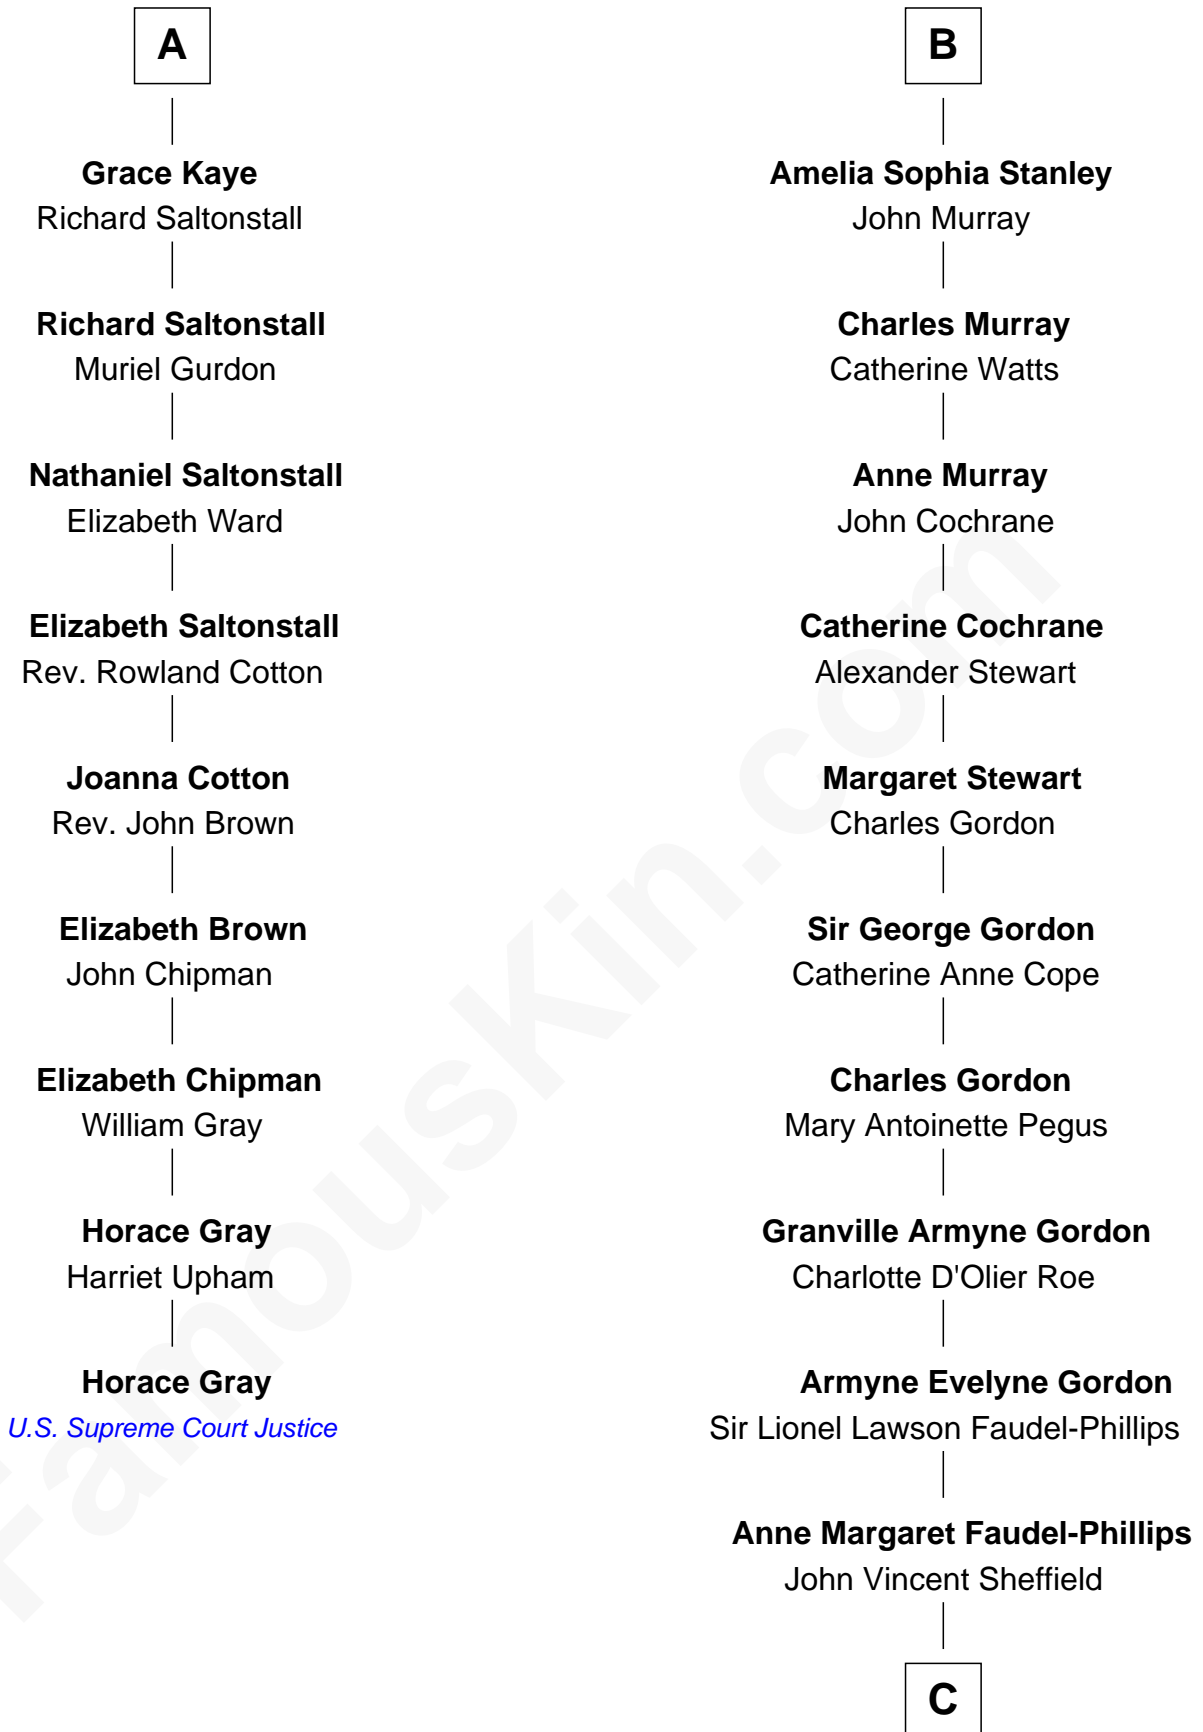 A
Grace Kaye
Richard Saltonstall
Richard Saltonstall
Muriel Gurdon
Nathaniel Saltonstall
Elizabeth Ward
Elizabeth Saltonstall
Rev. Rowland Cotton
Joanna Cotton
Rev. John Brown
Elizabeth Brown
John Chipman
Elizabeth Chipman
William Gray
Horace Gray
Harriet Upham
Horace Gray
U.S. Supreme Court Justice
B
Amelia Sophia Stanley
John Murray
Charles Murray
Catherine Watts
Anne Murray
John Cochrane
Catherine Cochrane
Alexander Stewart
Margaret Stewart
Charles Gordon
Sir George Gordon
Catherine Anne Cope
Charles Gordon
Mary Antoinette Pegus
Granville Armyne Gordon
Charlotte D'Olier Roe
Armyne Evelyne Gordon
Sir Lionel Lawson Faudel-Phillips
Anne Margaret Faudel-Phillips
John Vincent Sheffield
C
FamousKin.com